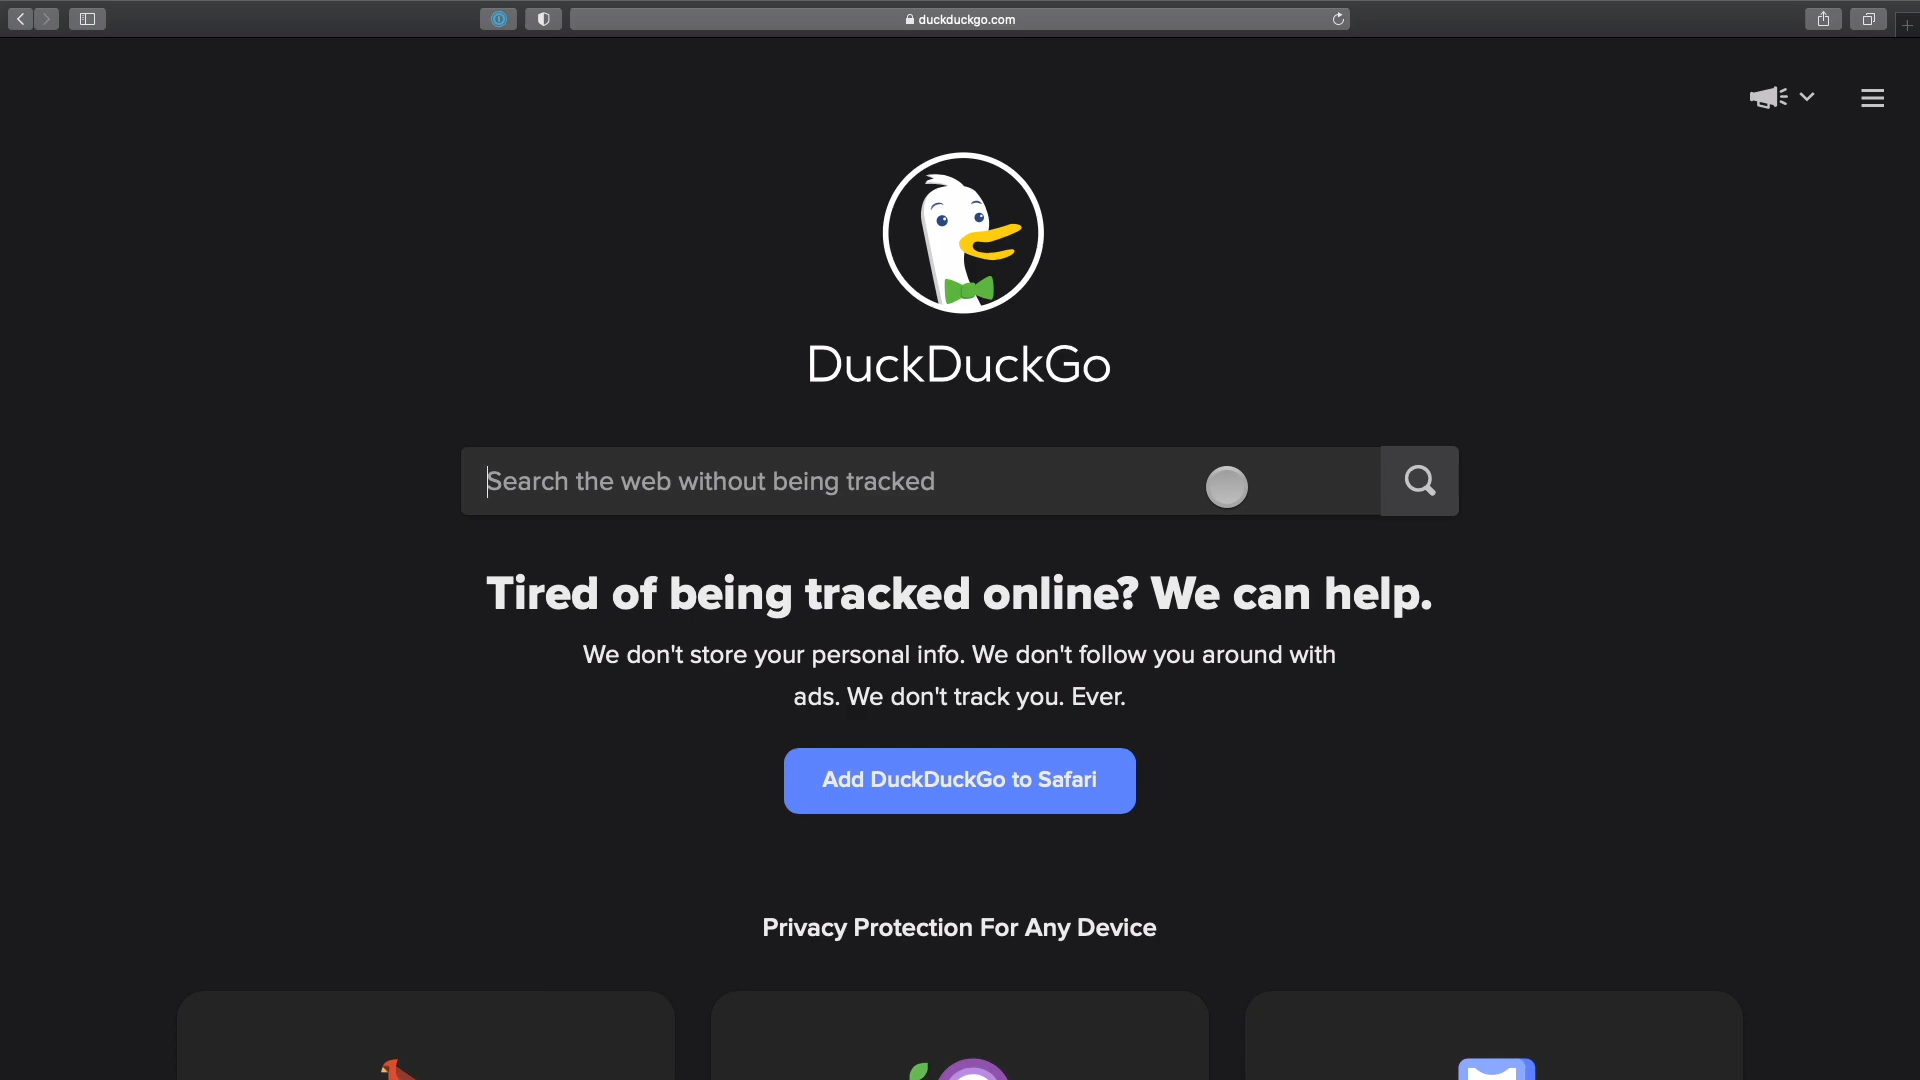 duckduckgo.com
DuckDuckGo
Search the web without being tracked
Tired of being tracked online? We can help.
We don't store your personal info. We don't follow you around with
ads. We don't track you. Ever.
Add DuckDuckGo to Safari
Privacy Protection For Any Device